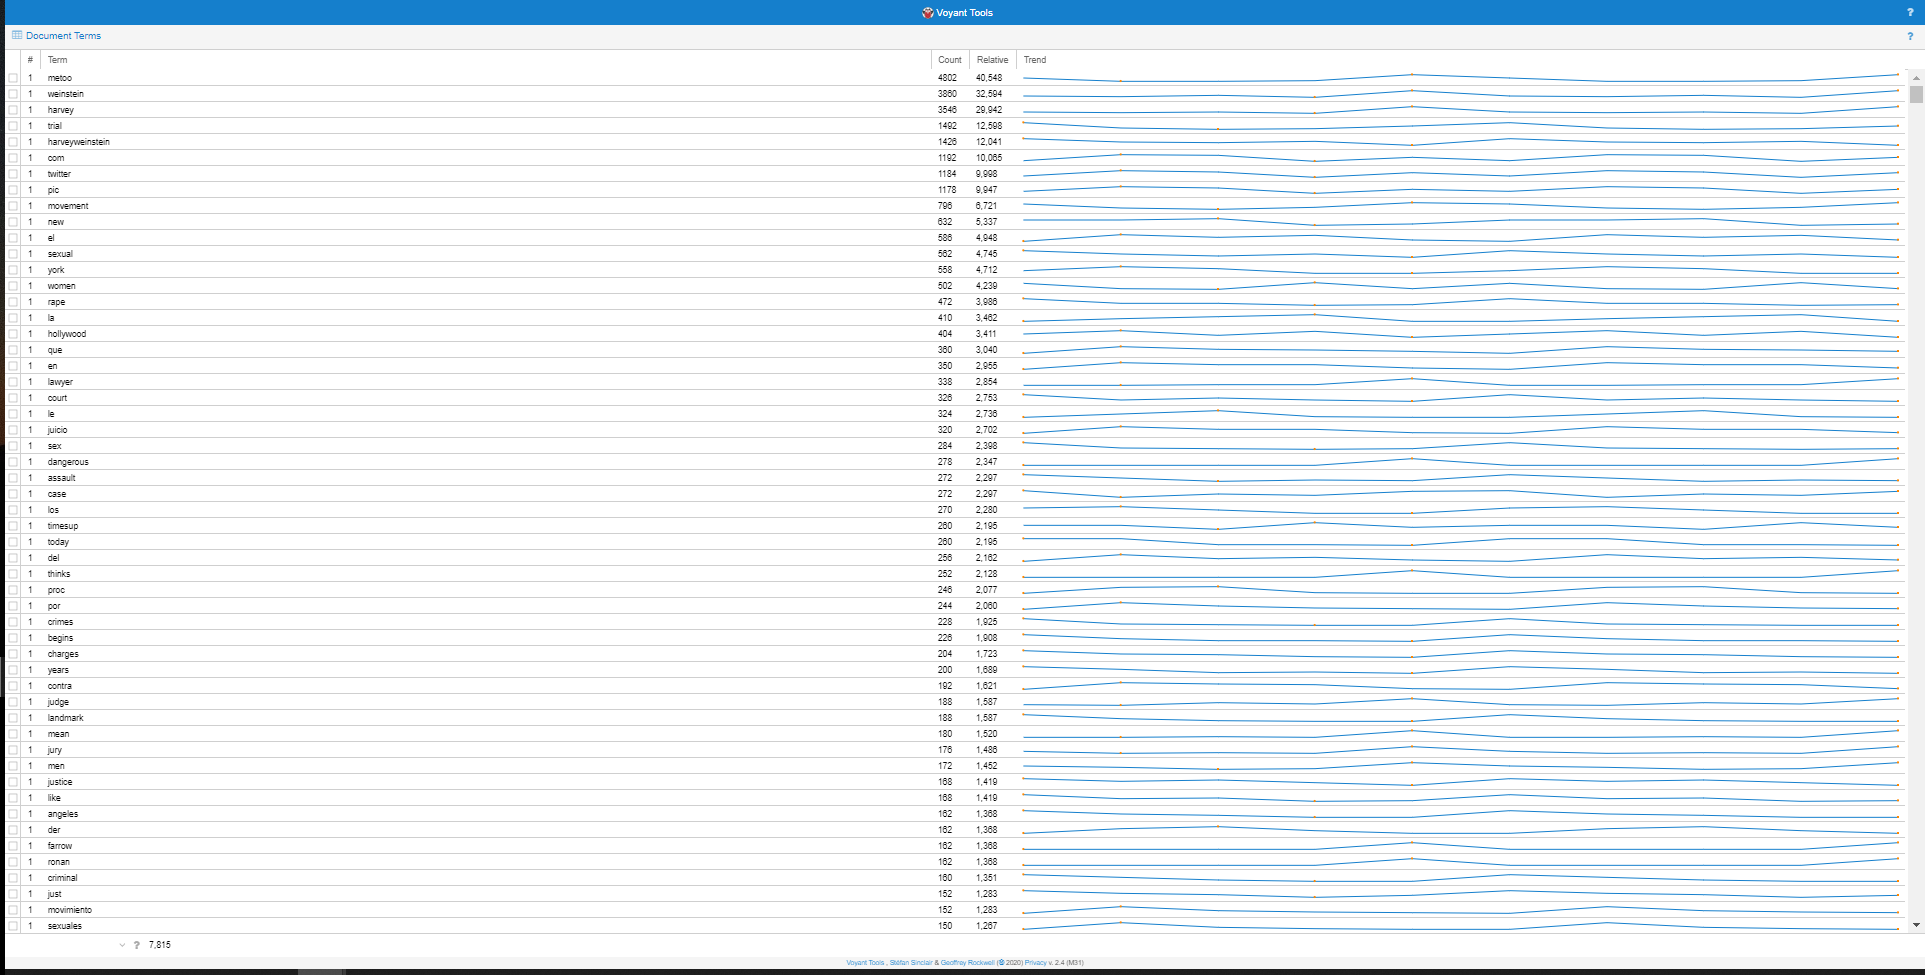 Voyant Tools ?
Document Terms ?
# Term Count Relative Trend
1 metoo 4802 40,548
1 weinstein 3860 32,594
1 harvey 3546 29,942
1 trial 1492 12,598
1 harveyweinstein 1426 12,041
1 com 1192 10,065
1 twitter 1184 9,998
1 pic 1178 9,947
1 movement 796 6,721
1 new 632 5,337
1 el 586 4,948
1 sexual 562 4,745
1 york 558 4,712
1 women 502 4,239
1 rape 472 3,986
1 la 410 3,462
1 hollywood 404 3,411
1 que 360 3,040
1 en 350 2,955
1 lawyer 338 2,854
1 court 326 2,753
1 le 324 2,736
1 juicio 320 2,702
1 sex 284 2,398
1 dangerous 278 2,347
1 assault 272 2,297
1 case 272 2,297
1 los 270 2,280
1 timesup 260 2,195
1 today 260 2,195
1 del 256 2,162
1 thinks 252 2,128
1 proc 246 2,077
1 por 244 2,060
1 crimes 228 1,925
1 begins 226 1,908
1 charges 204 1,723
1 years 200 1,689
1 contra 192 1,621
1 judge 188 1,587
1 landmark 188 1,587
1 mean 180 1,520
1 jury 176 1,486
1 men 172 1,452
1 justice 168 1,419
1 like 168 1,419
1 angeles 162 1,368
1 der 162 1,368
1 farrow 162 1,368
1 ronan 162 1,368
1 criminal 160 1,351
1 just 152 1,283
1 movimiento 152 1,283
1 sexuales 150 1,267
? 7,815
Voyant Tools , Stéfan Sinclair & Geoffrey Rockwell (© 2020) Privacy v. 2.4 (M31)